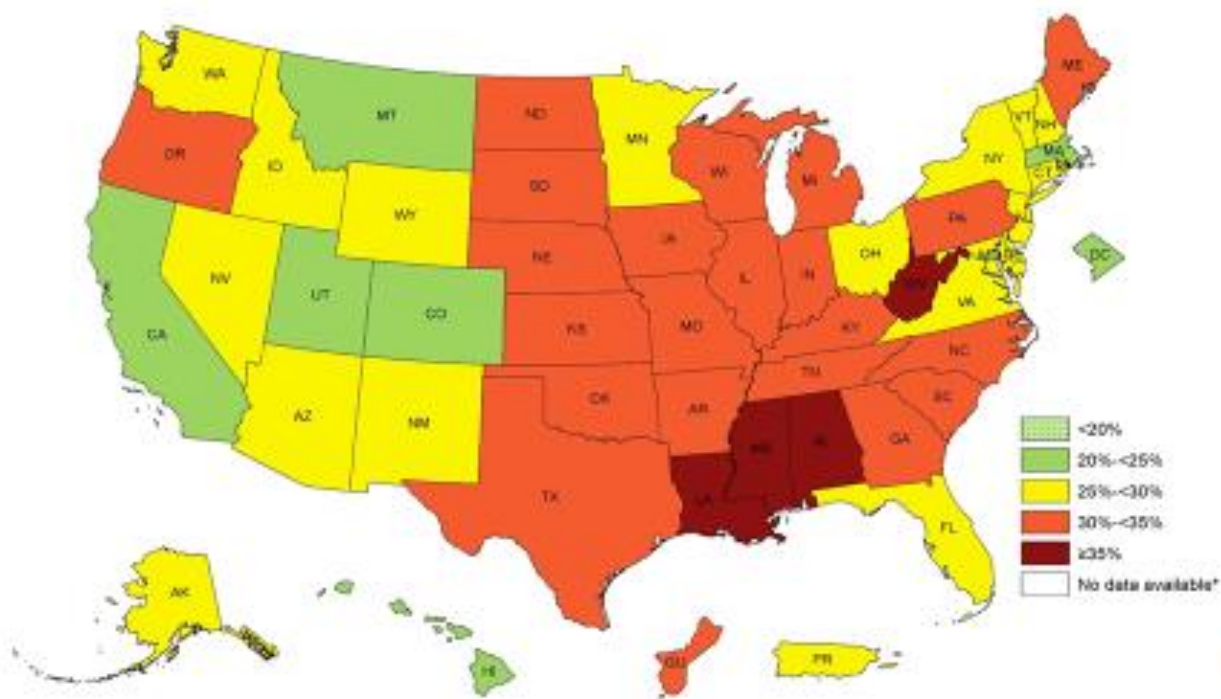 WA
MT
ND
MN
ME
VT
NH
OR
ID
SD
WI
MI
NY
MA
CT
WY
IA
PA
NE
NV
UT
CO
IL
IN
OH
DC
CA
KS
MO
KY
WV
VA
AZ
NM
OK
AR
TN
NC
SC
TX
LA
MS
AL
GA
FL
AK
HI
GU
PR
<20%
20%-<25%
25%-<30%
30%-<35%
≥35%
No data available*